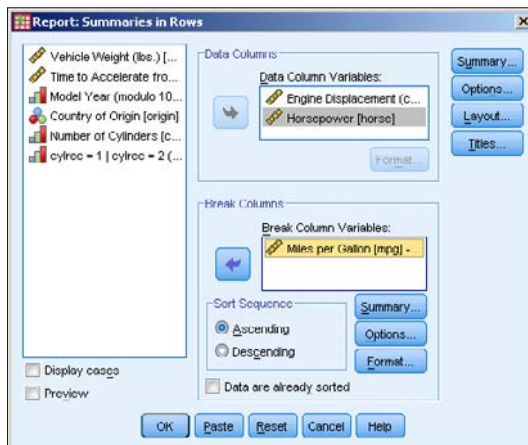 Report: Summaries in Rows
Vehicle Weight (lbs.) [...
Time to Accelerate fro...
Model Year (modulo 10...
Country of Origin [origin]
Number of Cylinders [c...
cylrec = 1 | cylrec = 2 (...
Display cases
Preview
Data Columns
Data Column Variables:
Engine Displacement (c...
Horsepower [horse]
Format...
Summary...
Options...
Layout...
Titles...
Break Columns
Break Column Variables:
Miles per Gallon [mpg] -
Sort Sequence
Ascending
Descending
Data are already sorted
Summary...
Options...
Format...
OK
Paste
Reset
Cancel
Help